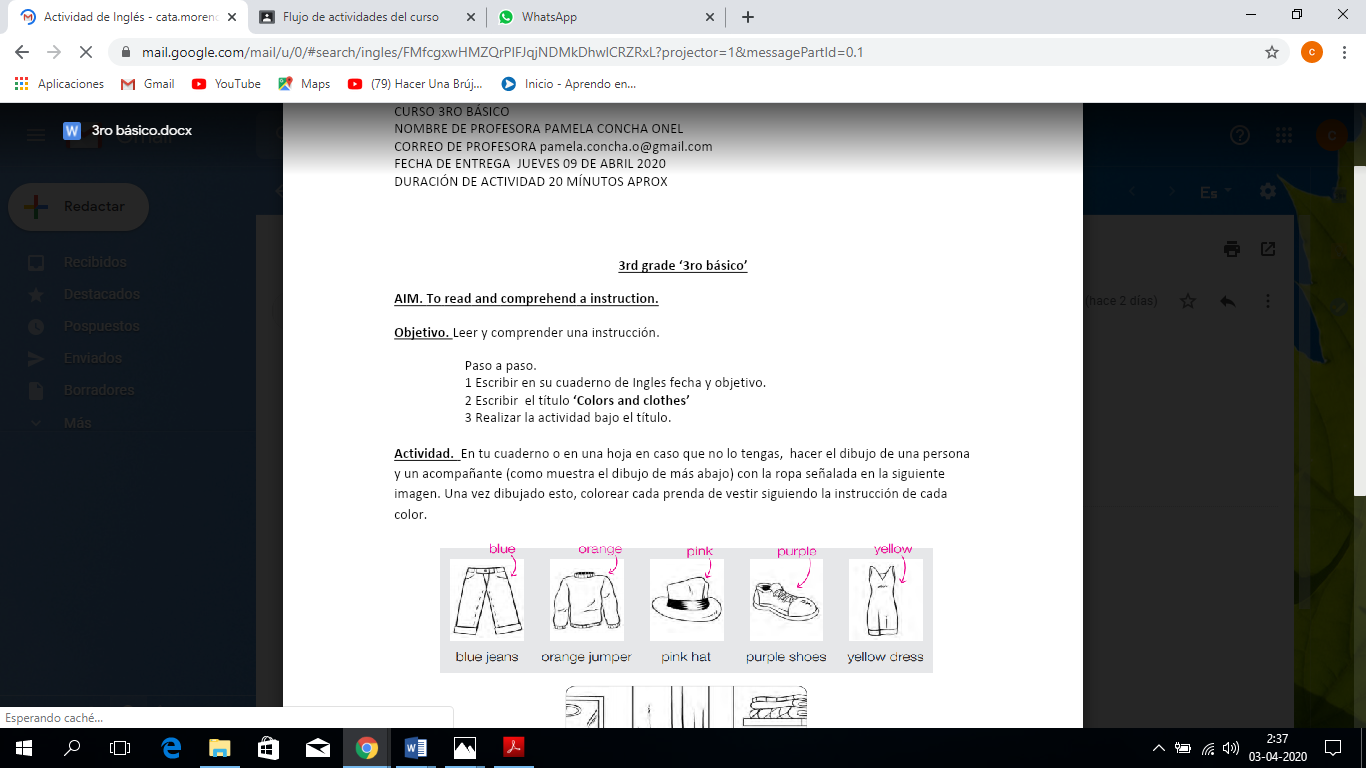 Actividad de Inglés - cata.moreno
Flujo de actividades del curso
WhatsApp
mail.google.com/mail/u/0/#search/ingles/FMfcgxwHMZQrPlFJqjNDMkDhwlCRZRxL?projector=1&messagePartId=0.1
c
Aplicaciones
Gmail
YouTube
Maps
(79) Hacer Una Brúj...
Inicio - Aprendo en...
W
3ro básico.docx
CURSO 3RO BÁSICO
NOMBRE DE PROFESORA PAMELA CONCHA ONEL
CORREO DE PROFESORA pamela.concha.o@gmail.com
FECHA DE ENTREGA JUEVES 09 DE ABRIL 2020
DURACIÓN DE ACTIVIDAD 20 MÍNUTOS APROX
Redactar
Es
Recibidos
Destacados
Pospuestos
Enviados
Borradores
Más
(hace 2 días)
3rd grade ‘3ro básico’
AIM. To read and comprehend a instruction.
Objetivo. Leer y comprender una instrucción.
Paso a paso.
1 Escribir en su cuaderno de Ingles fecha y objetivo.
2 Escribir el título ‘Colors and clothes’
3 Realizar la actividad bajo el título.
Actividad. En tu cuaderno o en una hoja en caso que no lo tengas, hacer el dibujo de una persona
y un acompañante (como muestra el dibujo de más abajo) con la ropa señalada en la siguiente
imagen. Una vez dibujado esto, colorear cada prenda de vestir siguiendo la instrucción de cada
color.
blue orange pink purple yellow
blue jeans orange jumper pink hat purple shoes yellow dress
Esperando caché...
2:37
03-04-2020